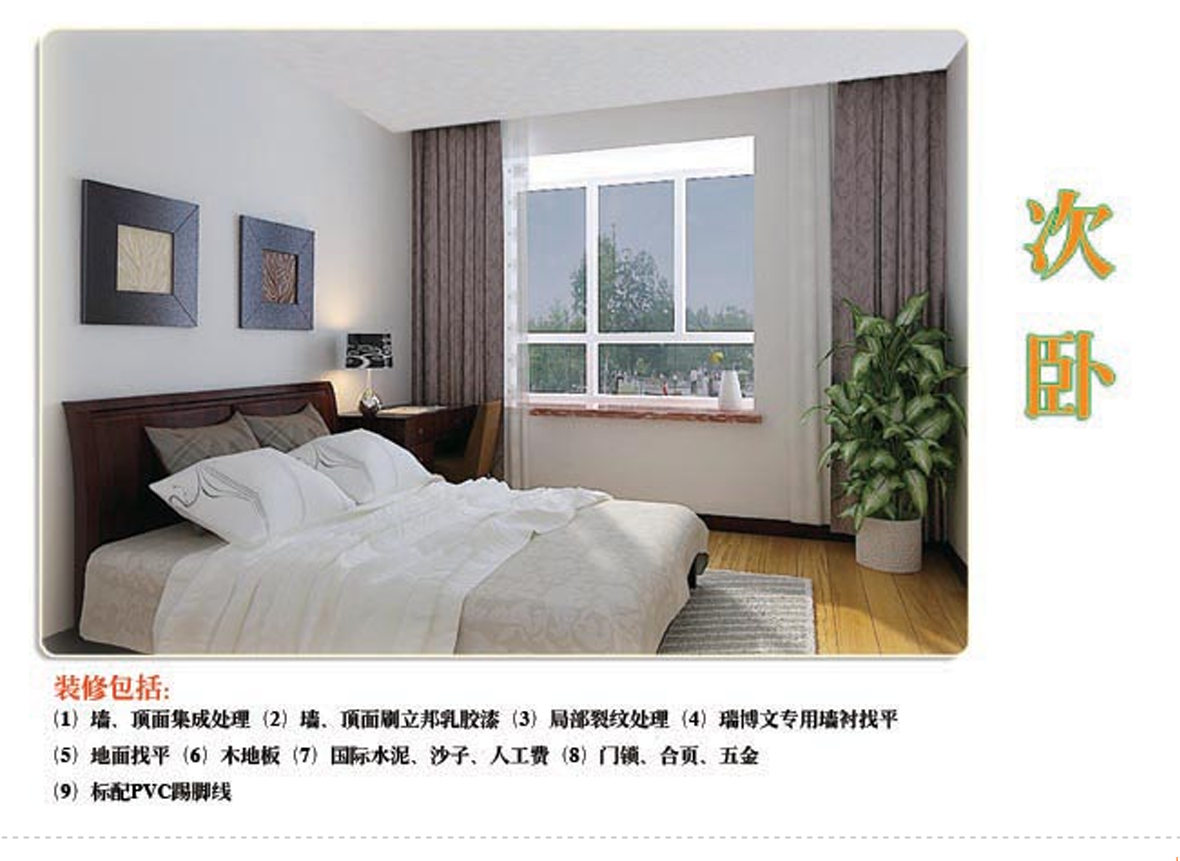 次卧
装修包括:
(1) 墙、顶面集成处理 (2) 墙、顶面刷立邦乳胶漆 (3) 局部裂纹处理 (4) 瑞博文专用墙衬找平
(5) 地面找平 (6) 木地板 (7) 国际水泥、沙子、人工费 (8) 门锁、合页、五金
(9) 标配PVC踢脚线